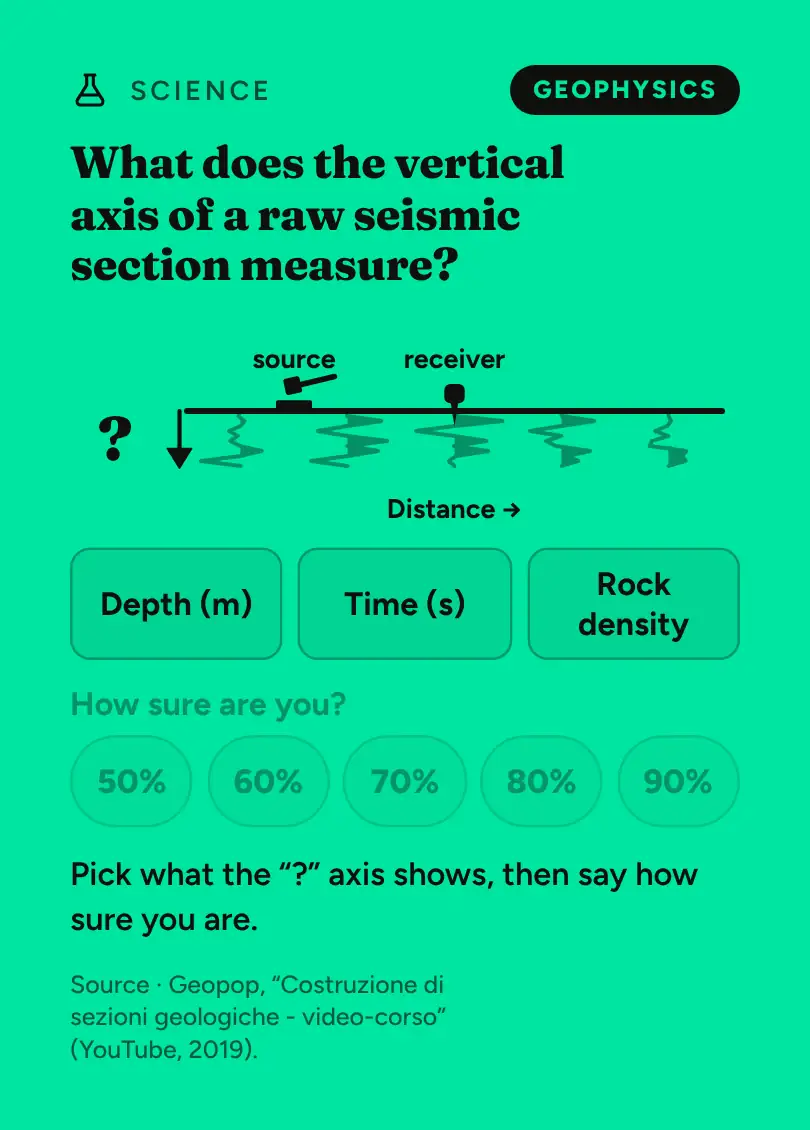 SCIENCE
GEOPHYSICS
What does the vertical
axis of a raw seismic
section measure?
source
receiver
?
Distance →
Depth (m)
Time (s)
Rock
density
How sure are you?
50%
60%
70%
80%
90%
Pick what the “?” axis shows, then say how
sure you are.
Source · Geopop, “Costruzione di
sezioni geologiche - video-corso”
(YouTube, 2019).